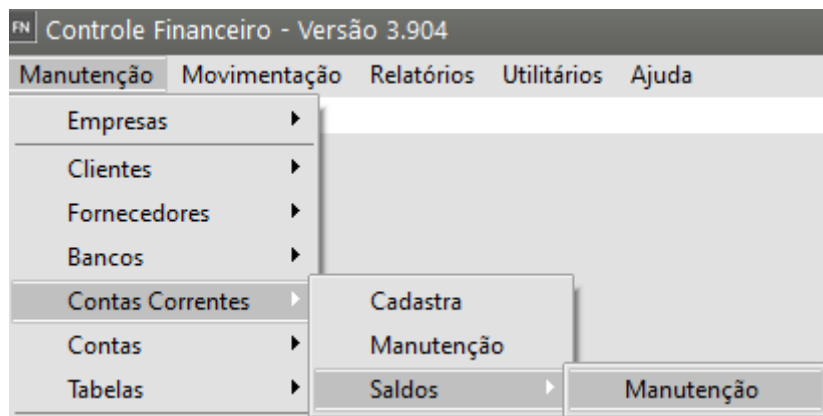 FN Controle Financeiro - Versão 3.904
Manutenção Movimentação Relatórios Utilitários Ajuda
Empresas
Clientes
Fornecedores
Bancos
Contas Correntes Cadastra
Contas Manutenção
Tabelas Saldos Manutenção